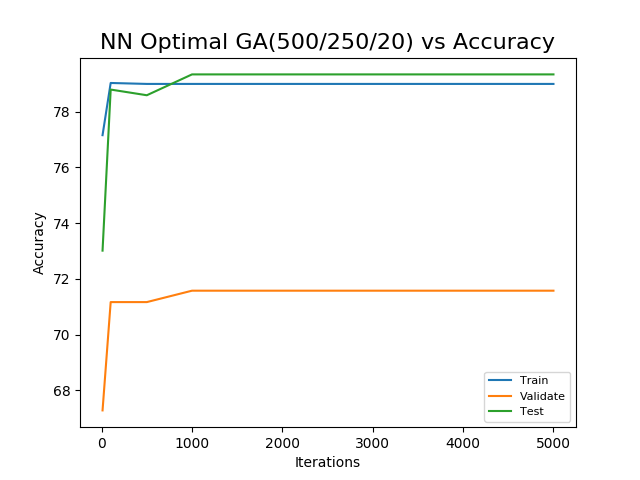 NN Optimal GA(500/250/20) vs Accuracy
Accuracy
78
76
74
72
70
68
0 1000 2000 3000 4000 5000
Iterations
Train
Validate
Test